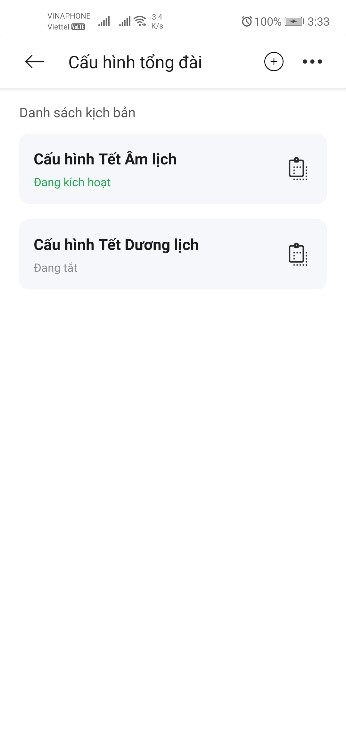 VINAPHONE
Viettel VoLTE
3.4 K/s
100%
3:33
Cấu hình tổng đài
Danh sách kịch bản
Cấu hình Tết Âm lịch
Đang kích hoạt
Cấu hình Tết Dương lịch
Đang tắt